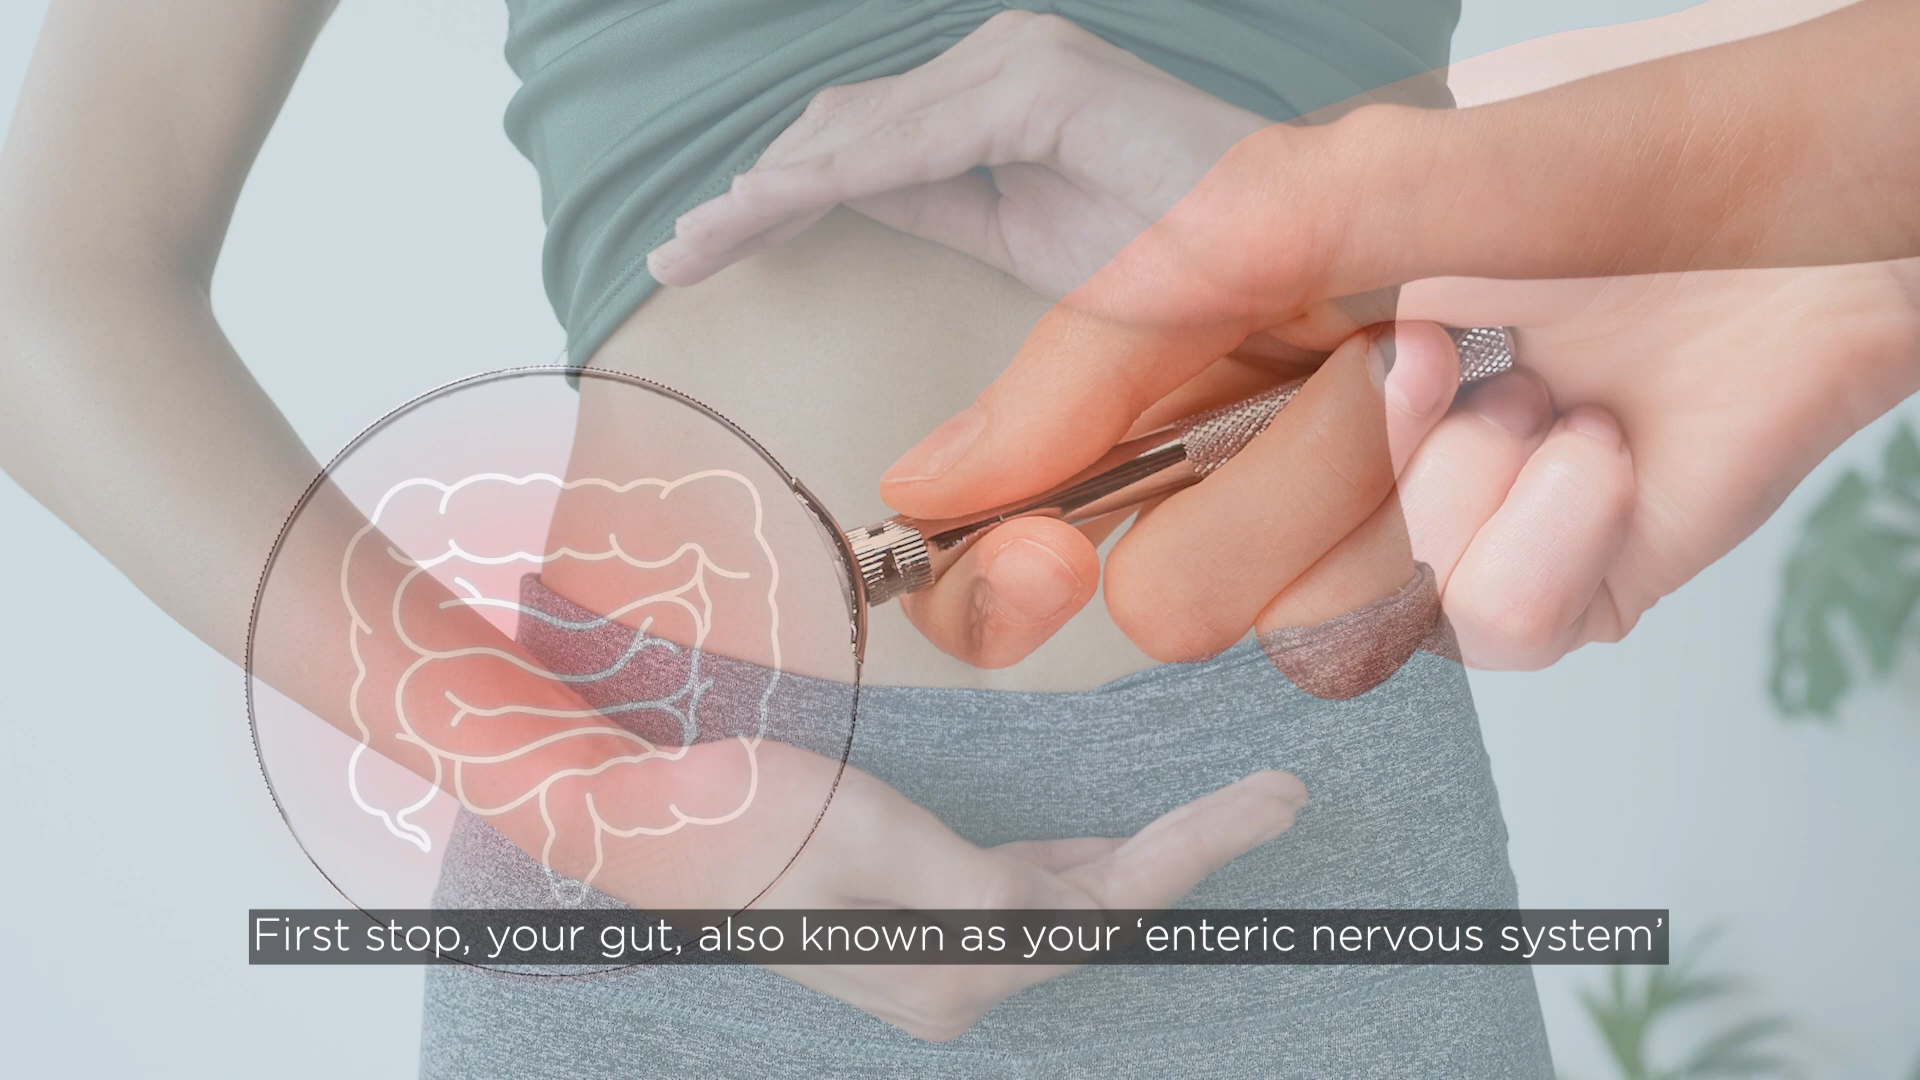 First stop, your gut, also known as your ‘enteric nervous system’